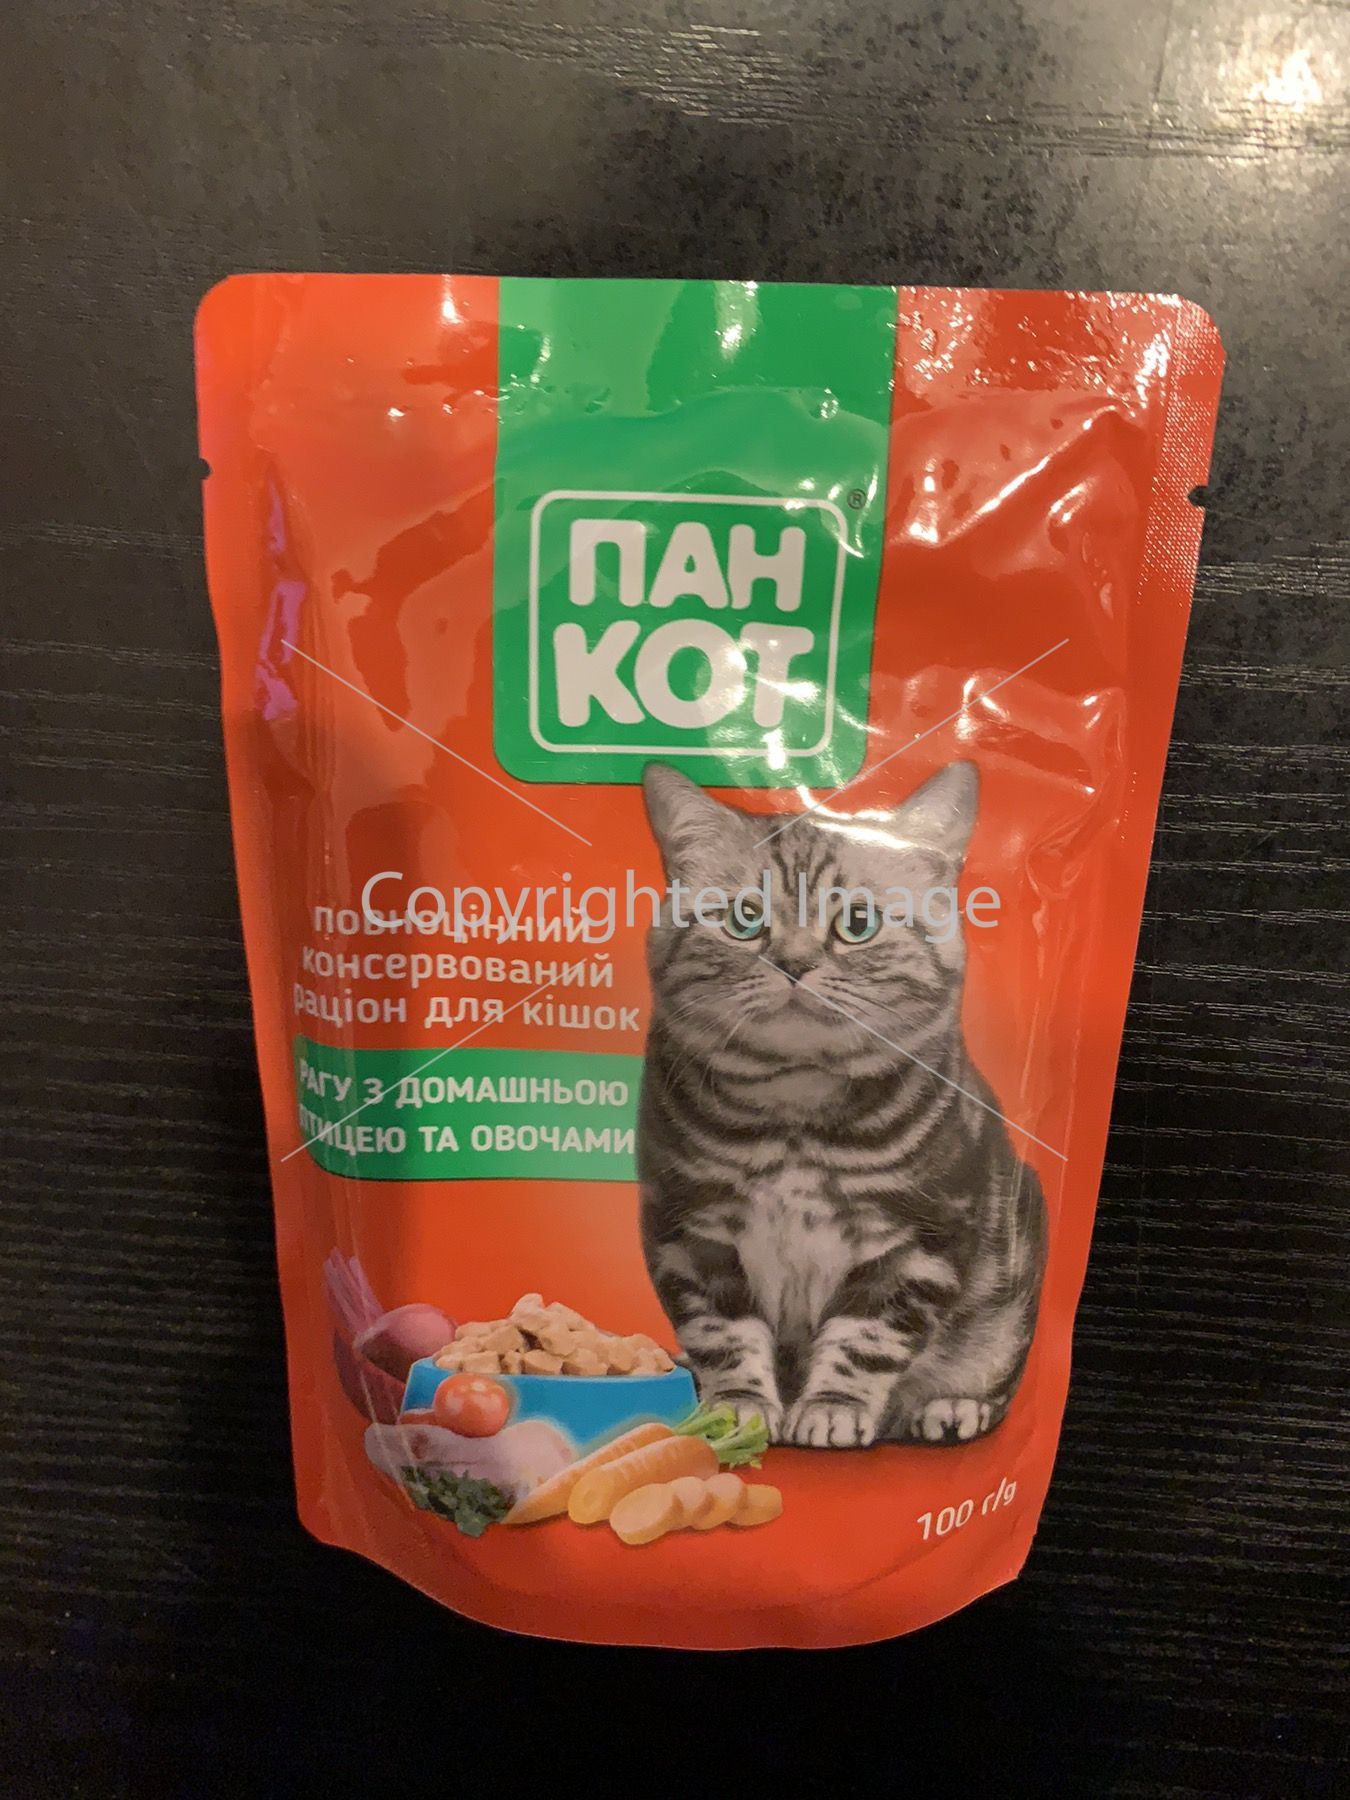 ПАН
КОТ
®
Copyrighted Image
повноцінний
консервований
раціон для кішок
РАГУ З ДОМАШНЬОЮ
ПТИЦЕЮ ТА ОВОЧАМИ
100 г/g